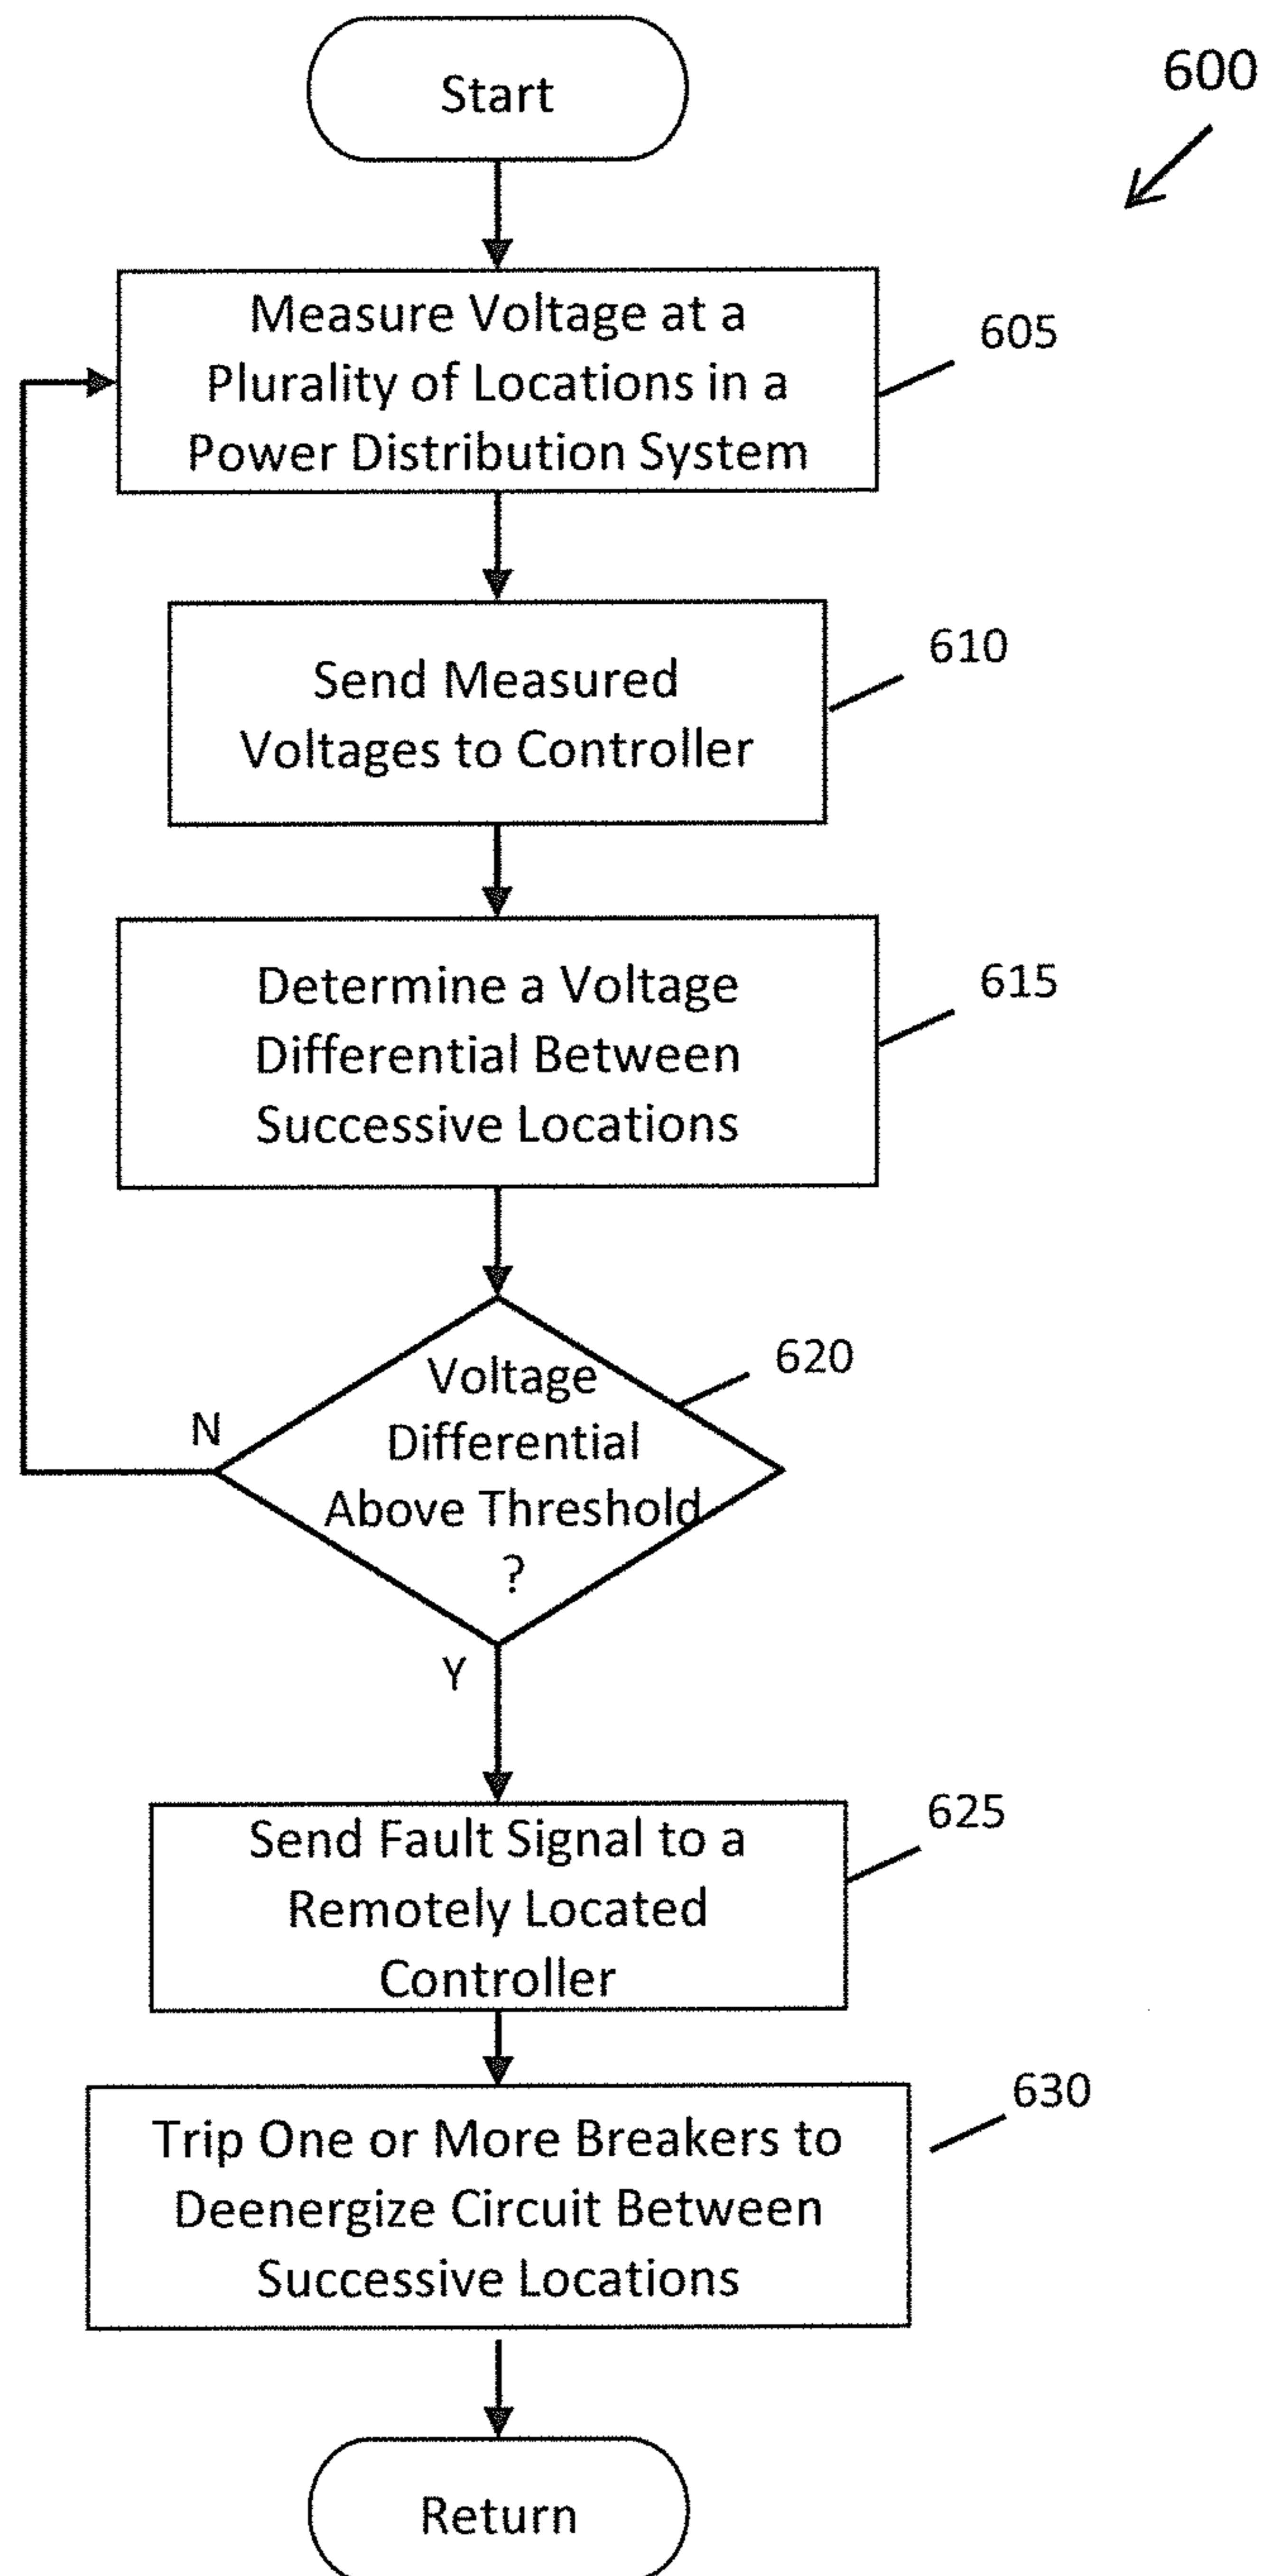 Start
600
Measure Voltage at a
Plurality of Locations in a
Power Distribution System
605
Send Measured
Voltages to Controller
610
Determine a Voltage
Differential Between
Successive Locations
615
Voltage
Differential
Above Threshold
?
620
N
Y
Send Fault Signal to a
Remotely Located
Controller
625
Trip One or More Breakers to
Deenergize Circuit Between
Successive Locations
630
Return